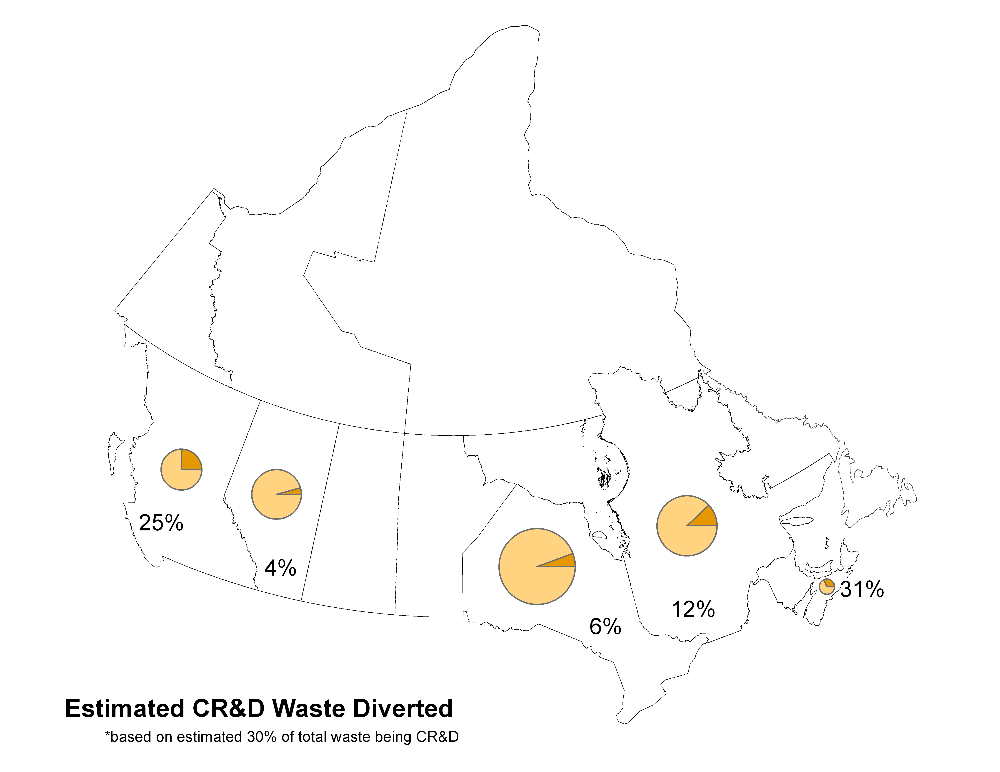 25%
4%
6%
12%
31%
Estimated CR&D Waste Diverted
*based on estimated 30% of total waste being CR&D